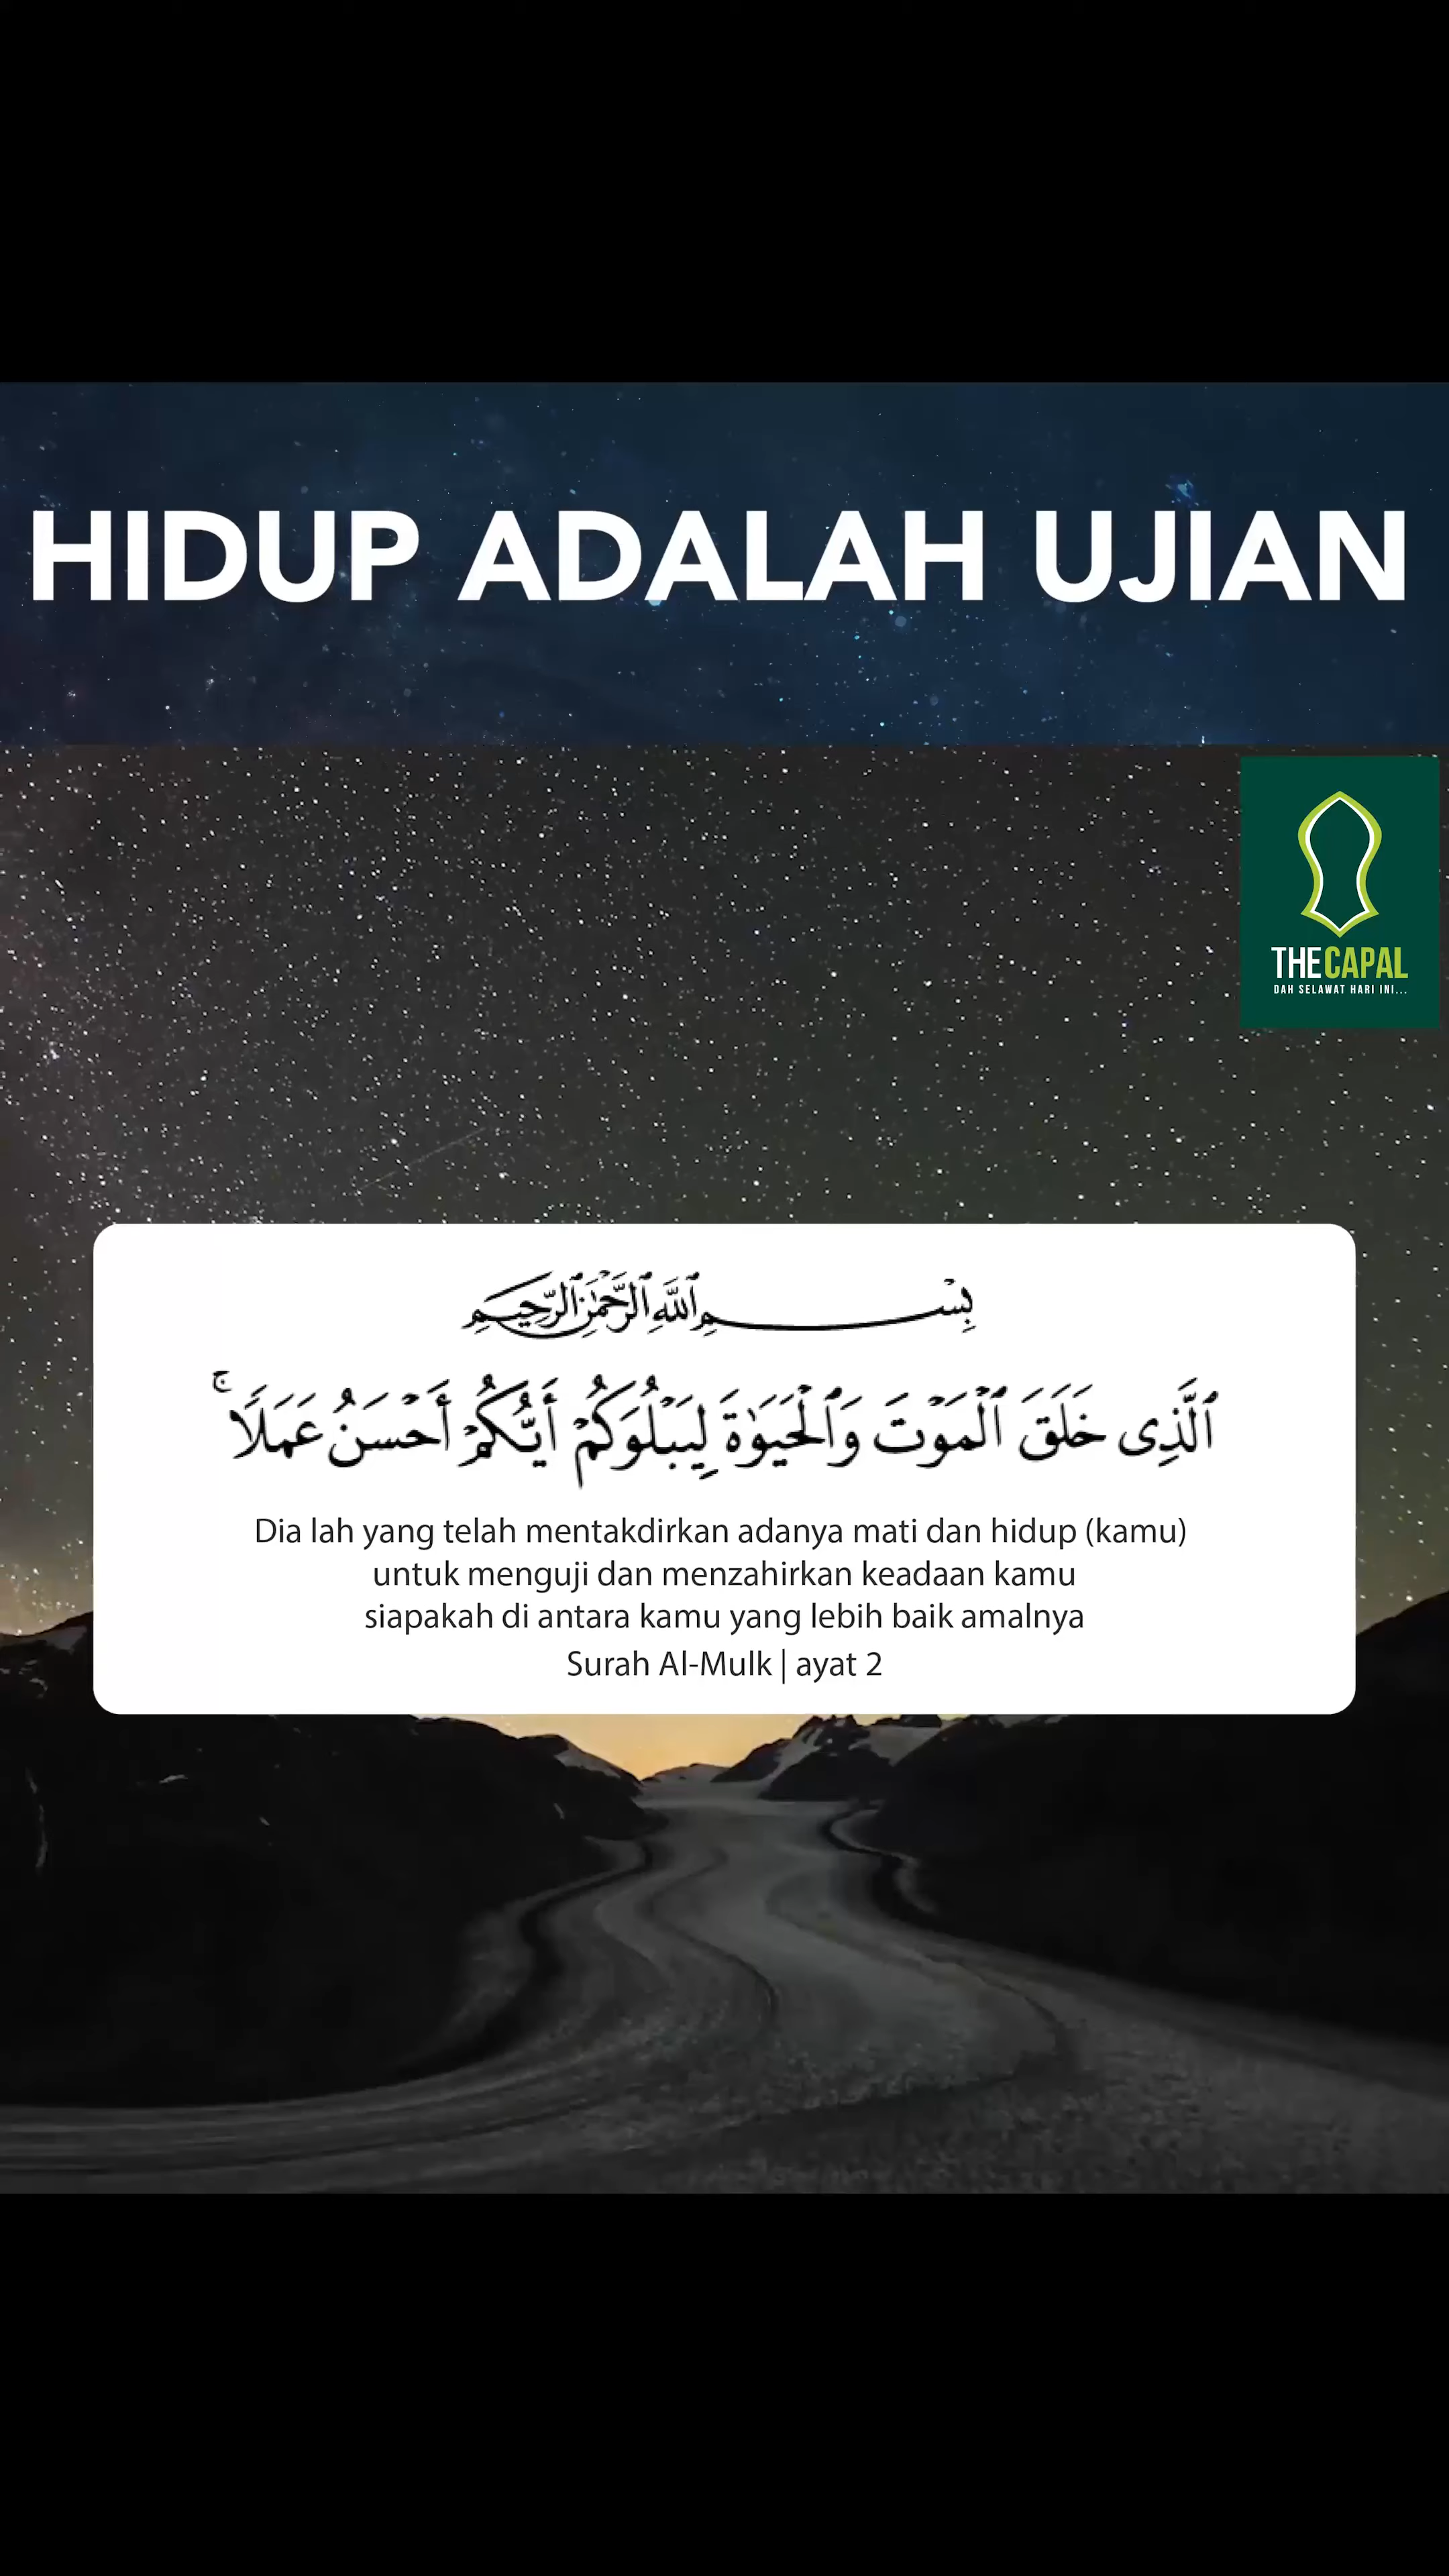 HIDUP ADALAH UJIAN
THECAPAL
DAH SELAWAT HARI INI...
بِسْمِ ٱللَّهِ ٱلرَّحْمَٰنِ ٱلرَّحِيمِ
ٱلَّذِى خَلَقَ ٱلْمَوْتَ وَٱلْحَيَوٰةَ لِيَبْلُوَكُمْ أَيُّكُمْ أَحْسَنُ عَمَلًا ۚ
Dia lah yang telah mentakdirkan adanya mati dan hidup (kamu)
untuk menguji dan menzahirkan keadaan kamu
siapakah di antara kamu yang lebih baik amalnya
Surah Al-Mulk | ayat 2